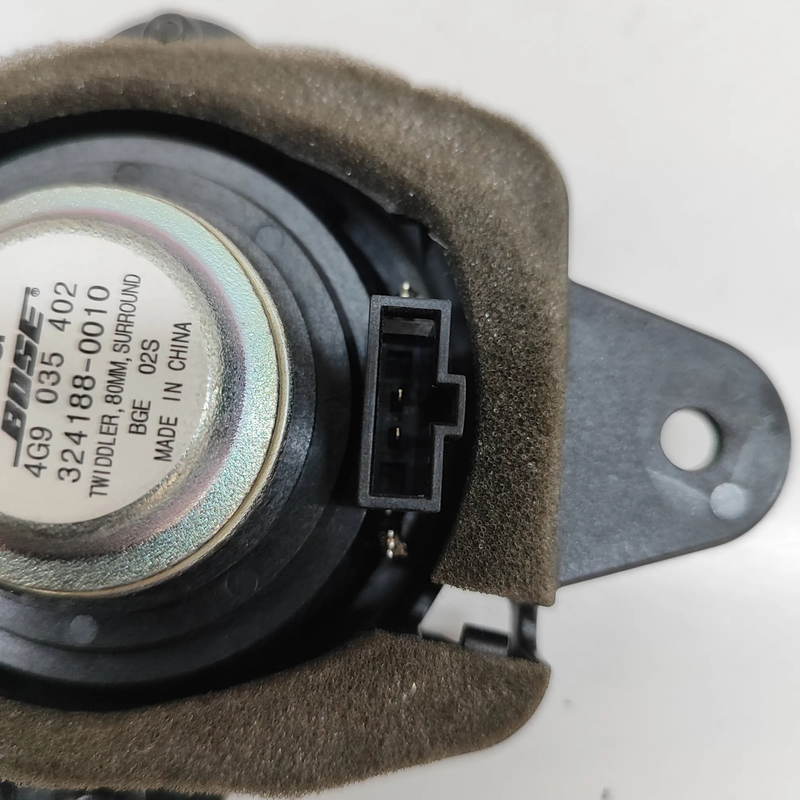 BOSE®
4G9 035 402
324188-0010
TWIDDLER, 80MM, SURROUND
BGE 02S
MADE IN CHINA